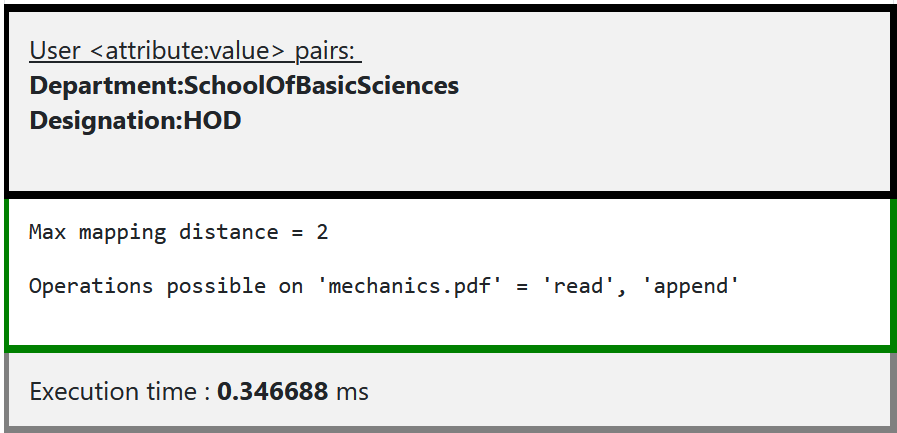 User <attribute:value> pairs:
Department:SchoolOfBasicSciences
Designation:HOD
Max mapping distance = 2
Operations possible on 'mechanics.pdf' = 'read', 'append'
Execution time : 0.346688 ms